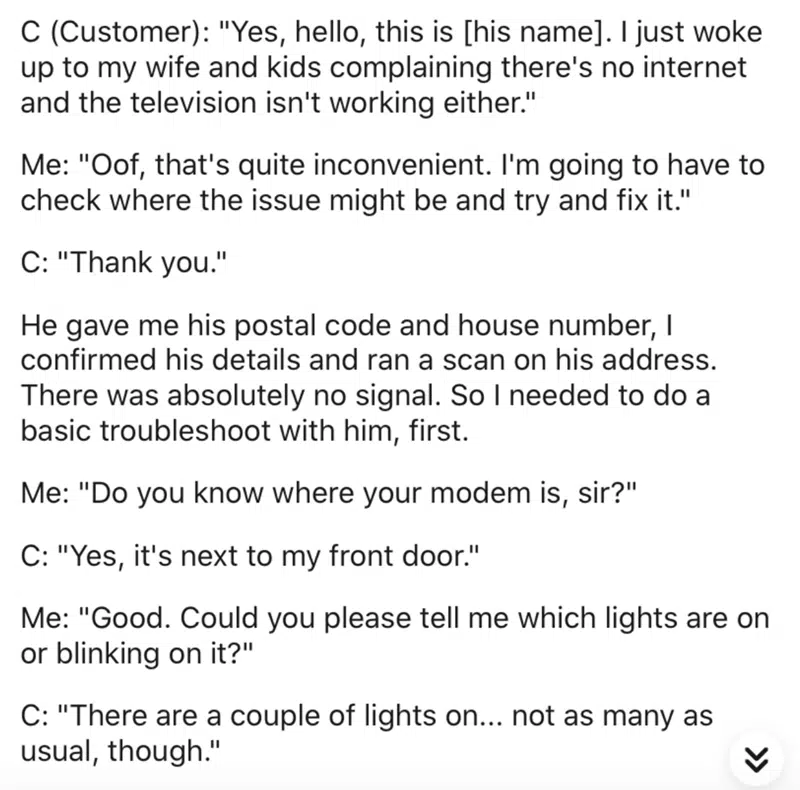 C (Customer): "Yes, hello, this is [his name]. I just woke
up to my wife and kids complaining there's no internet
and the television isn't working either."
Me: "Oof, that's quite inconvenient. I'm going to have to
check where the issue might be and try and fix it."
C: "Thank you."
He gave me his postal code and house number, I
confirmed his details and ran a scan on his address.
There was absolutely no signal. So I needed to do a
basic troubleshoot with him, first.
Me: "Do you know where your modem is, sir?"
C: "Yes, it's next to my front door."
Me: "Good. Could you please tell me which lights are on
or blinking on it?"
C: "There are a couple of lights on... not as many as
usual, though."